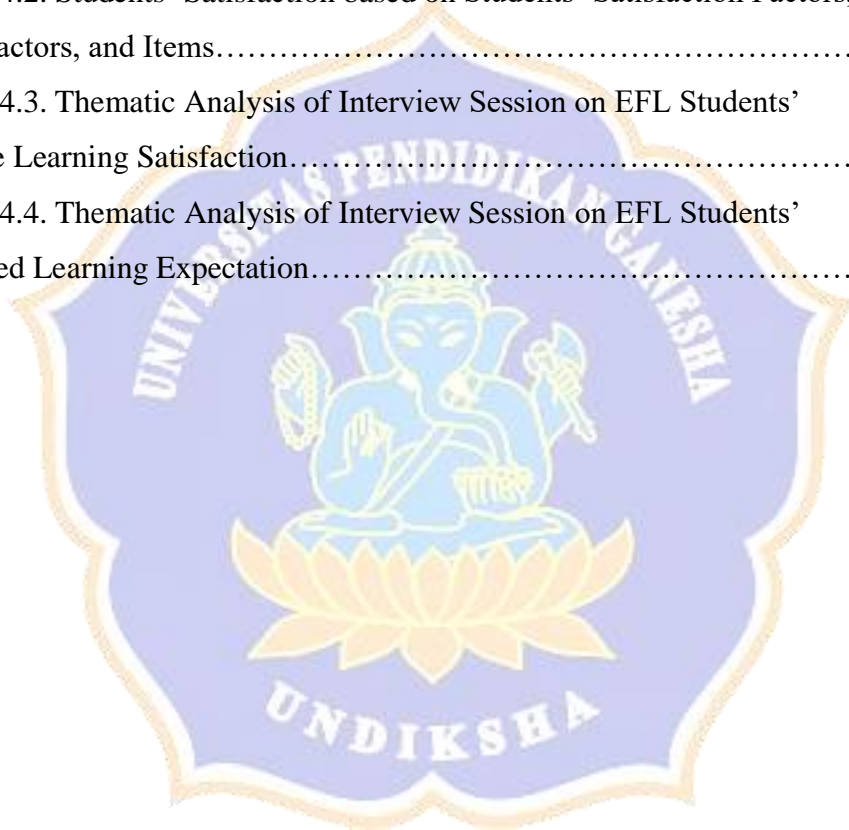 4.2. Students’ Satisfaction based on Students’ Satisfaction Factors,
actors, and Items……………………………………………………
4.3. Thematic Analysis of Interview Session on EFL Students’
e Learning Satisfaction……………………………………………
4.4. Thematic Analysis of Interview Session on EFL Students’
ed Learning Expectation…………………………………………
UNIVERSITAS PENDIDIKAN GANESHA
UNDIKSHA